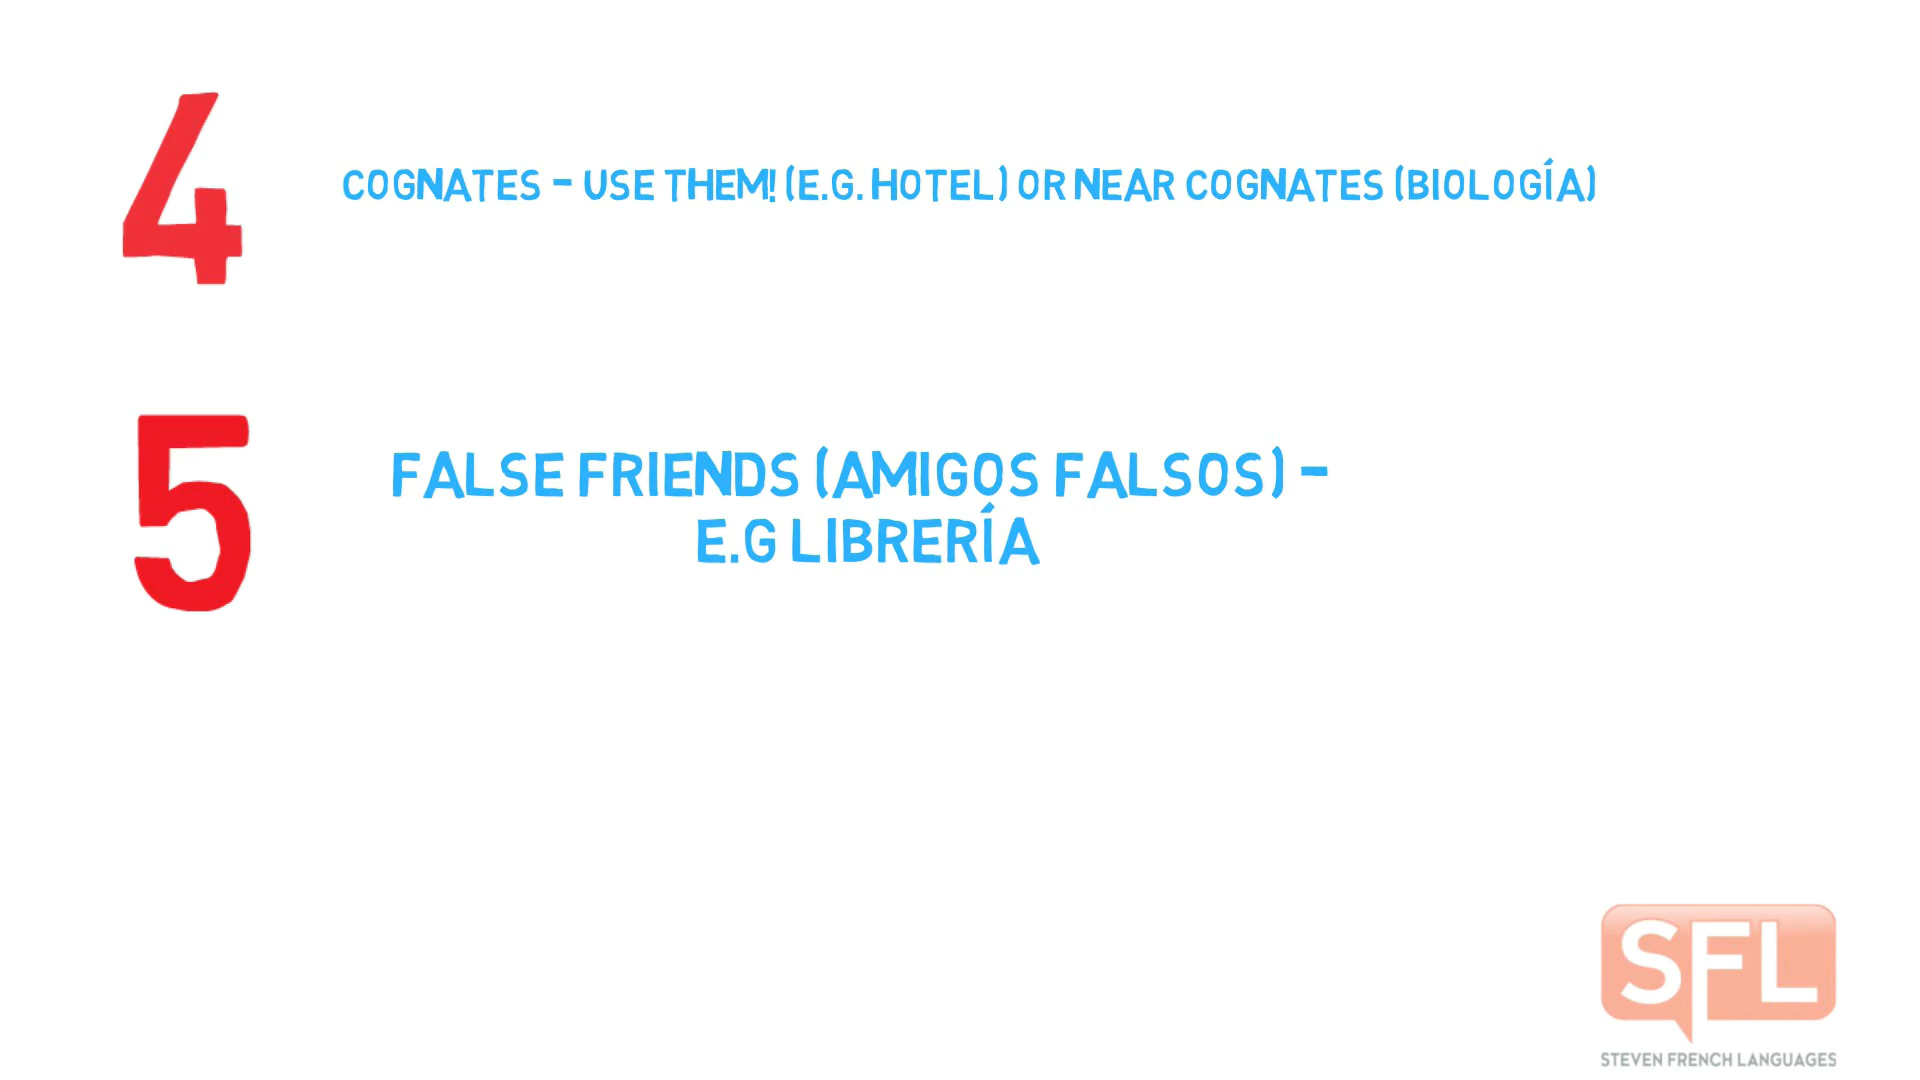 4
COGNATES - USE THEM! (E.G. HOTEL) OR NEAR COGNATES (BIOLOGÍA)
5
FALSE FRIENDS (AMIGOS FALSOS) -
E.G LIBRERÍA
SFL
STEVEN FRENCH LANGUAGES